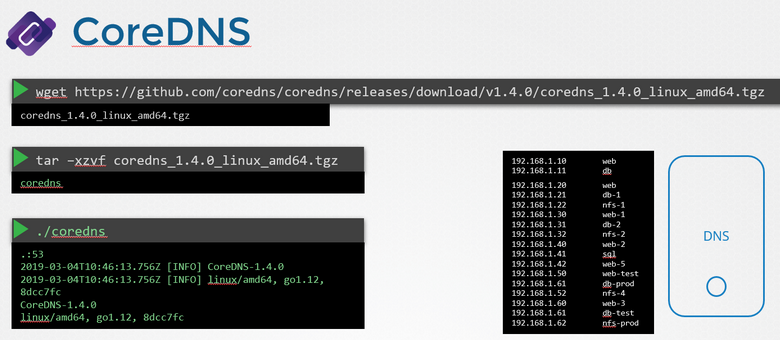 CoreDNS
wget https://github.com/coredns/coredns/releases/download/v1.4.0/coredns_1.4.0_linux_amd64.tgz
coredns_1.4.0_linux_amd64.tgz
tar –xzvf coredns_1.4.0_linux_amd64.tgz
coredns
./coredns
.:53
2019-03-04T10:46:13.756Z [INFO] CoreDNS-1.4.0
2019-03-04T10:46:13.756Z [INFO] linux/amd64, go1.12,
8dcc7fc
CoreDNS-1.4.0
linux/amd64, go1.12, 8dcc7fc
192.168.1.10 web
192.168.1.11 db
192.168.1.20 web
192.168.1.21 db-1
192.168.1.22 nfs-1
192.168.1.30 web-1
192.168.1.31 db-2
192.168.1.32 nfs-2
192.168.1.40 web-2
192.168.1.41 sql
192.168.1.42 web-5
192.168.1.50 web-test
192.168.1.61 db-prod
192.168.1.52 nfs-4
192.168.1.60 web-3
192.168.1.61 db-test
192.168.1.62 nfs-prod
DNS